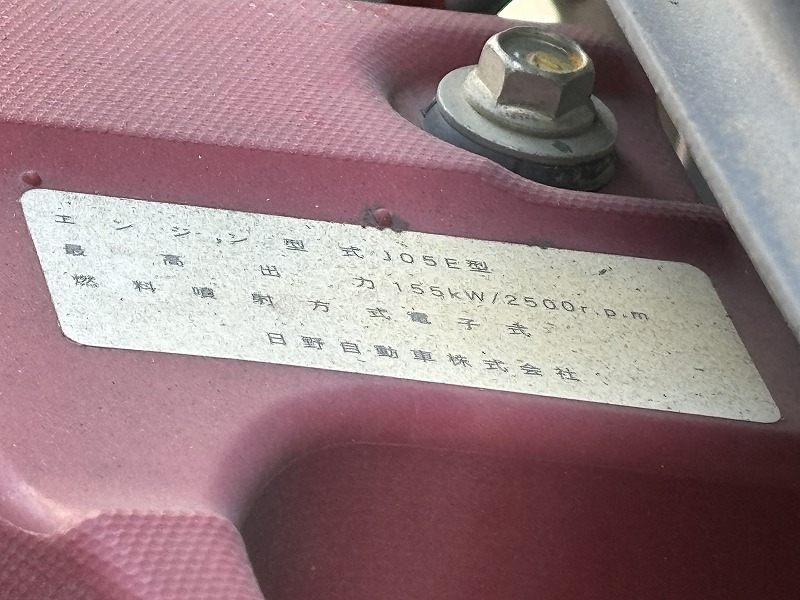 エンジン型式 J05E型
最高出力 155kW/2500r.p.m
燃料噴射方式 電子式
日野自動車株式会社